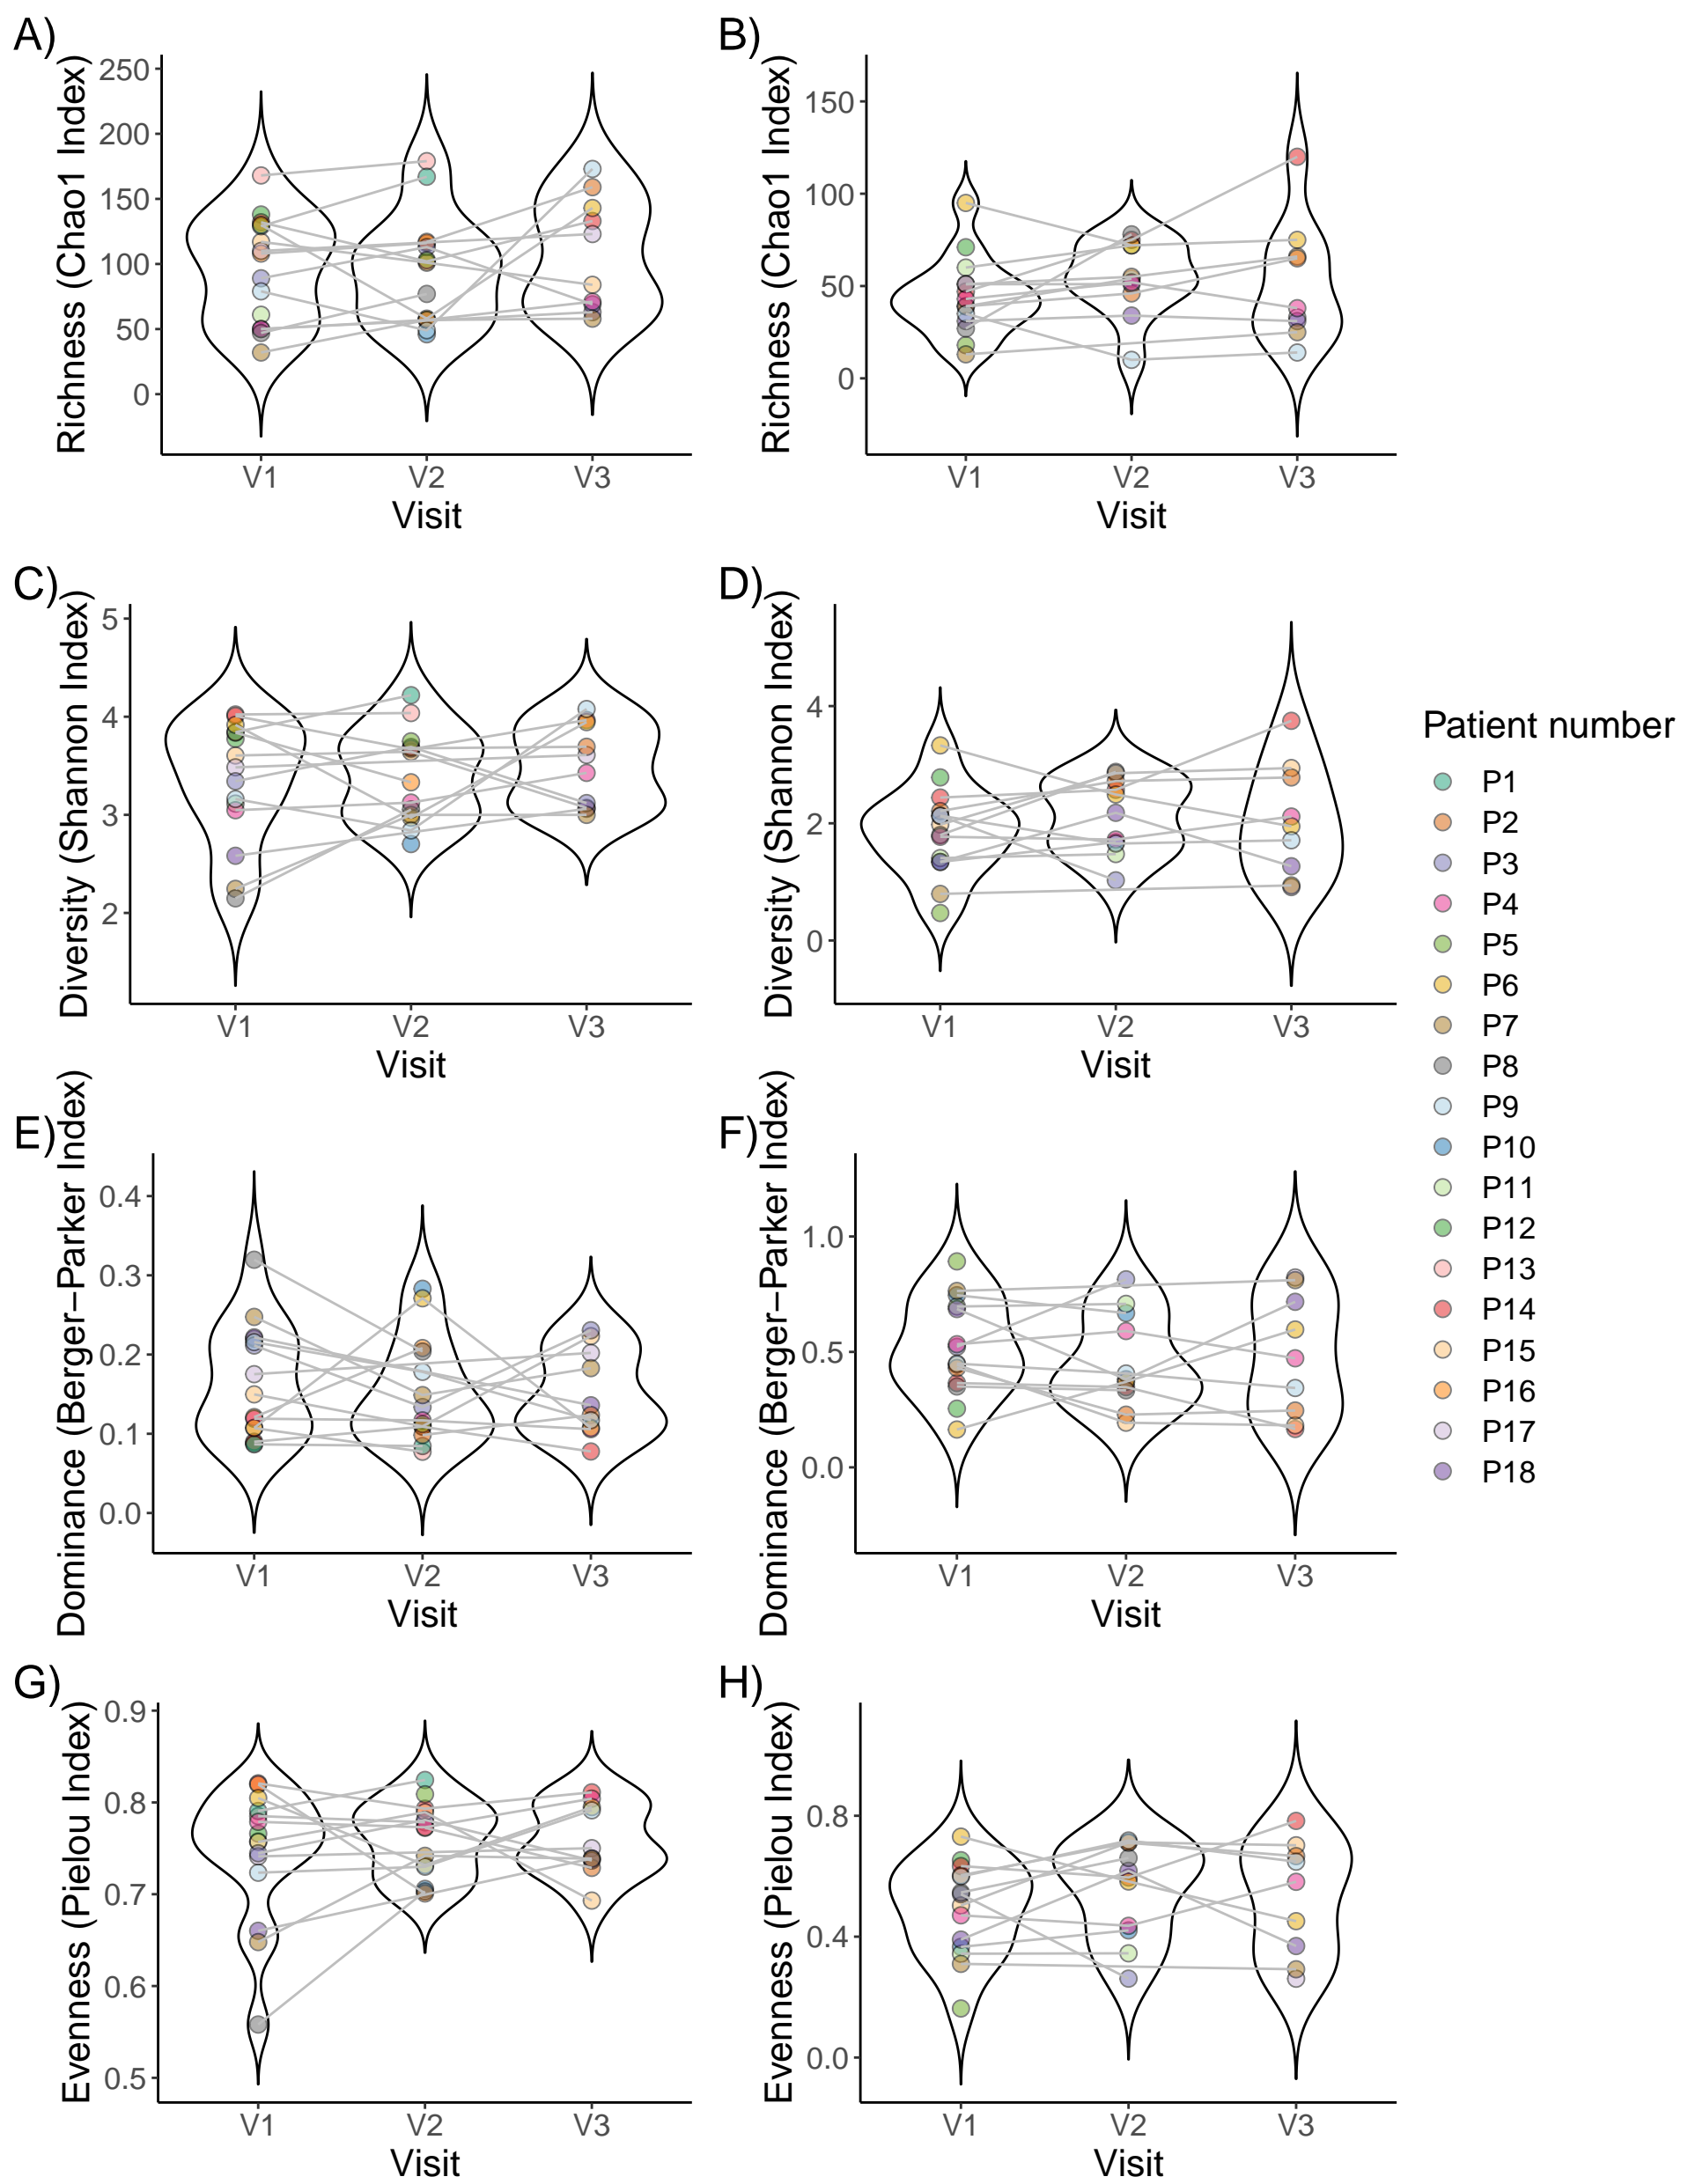 A)
Richness (Chao1 Index)
250
200
150
100
50
0
V1 V2 V3
Visit
B)
Richness (Chao1 Index)
150
100
50
0
V1 V2 V3
Visit
C)
Diversity (Shannon Index)
5
4
3
2
V1 V2 V3
Visit
D)
Diversity (Shannon Index)
4
2
0
V1 V2 V3
Visit
E)
Dominance (Berger–Parker Index)
0.4
0.3
0.2
0.1
0.0
V1 V2 V3
Visit
F)
Dominance (Berger–Parker Index)
1.0
0.5
0.0
V1 V2 V3
Visit
G)
Evenness (Pielou Index)
0.9
0.8
0.7
0.6
0.5
V1 V2 V3
Visit
H)
Evenness (Pielou Index)
0.8
0.4
0.0
V1 V2 V3
Visit
Patient number
P1
P2
P3
P4
P5
P6
P7
P8
P9
P10
P11
P12
P13
P14
P15
P16
P17
P18